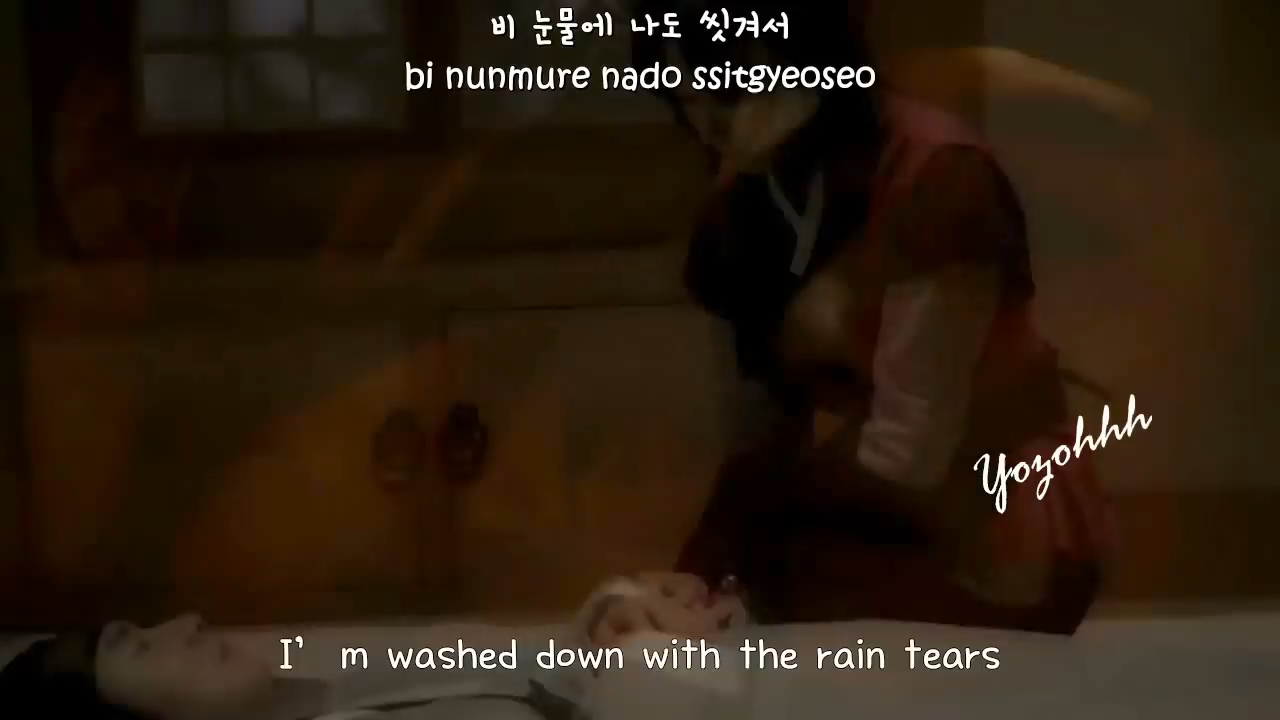 비 눈물에 나도 씻겨서
bi nunmure nado ssitgyeoseo
Yozohhh
I'm washed down with the rain tears